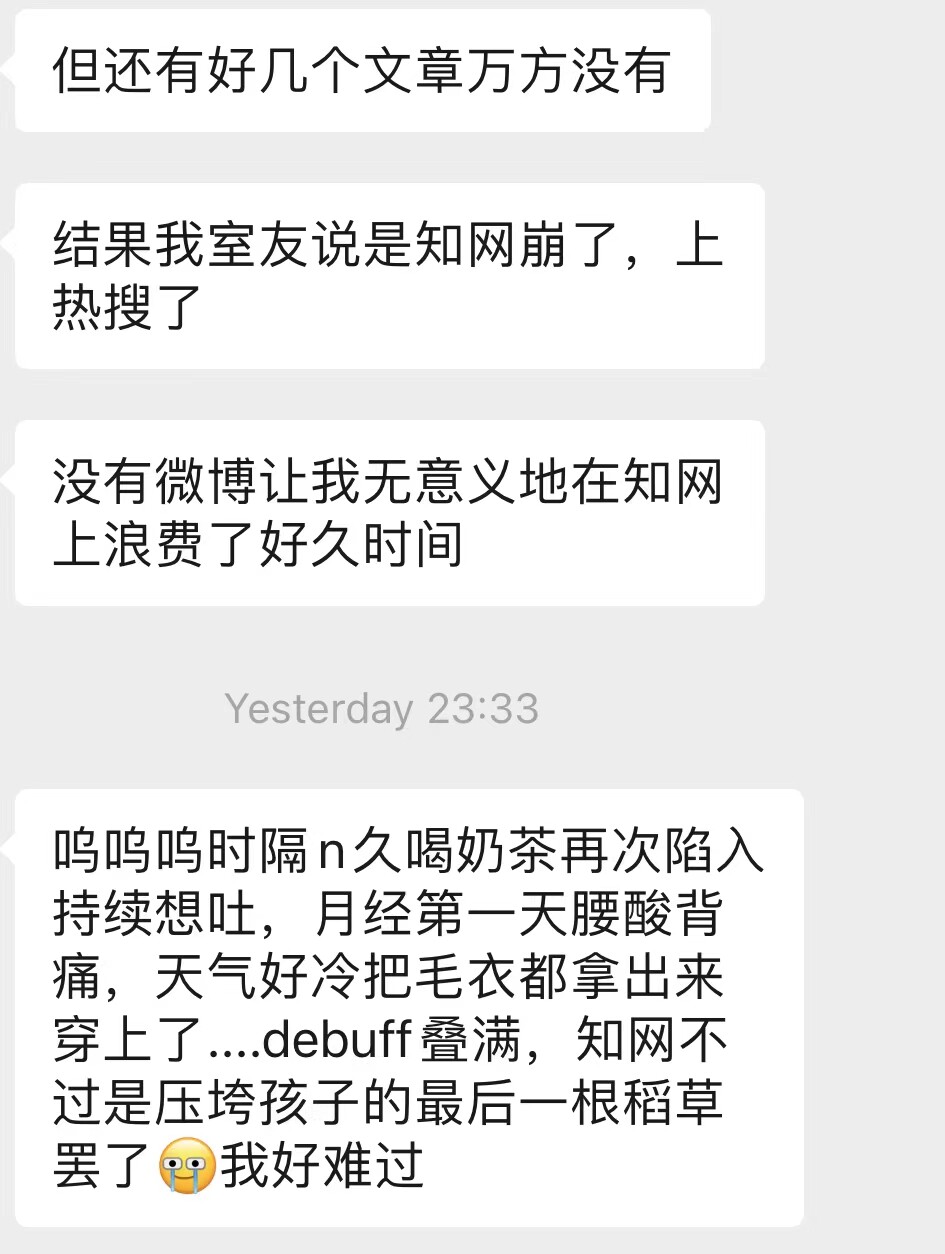 但还有好几个文章万方没有
结果我室友说是知网崩了，上
热搜了
没有微博让我无意义地在知网
上浪费了好久时间
Yesterday 23:33
呜呜呜时隔n久喝奶茶再次陷入
持续想吐，月经第一天腰酸背
痛，天气好冷把毛衣都拿出来
穿上了....debuff叠满，知网不
过是压垮孩子的最后一根稻草
罢了😭我好难过